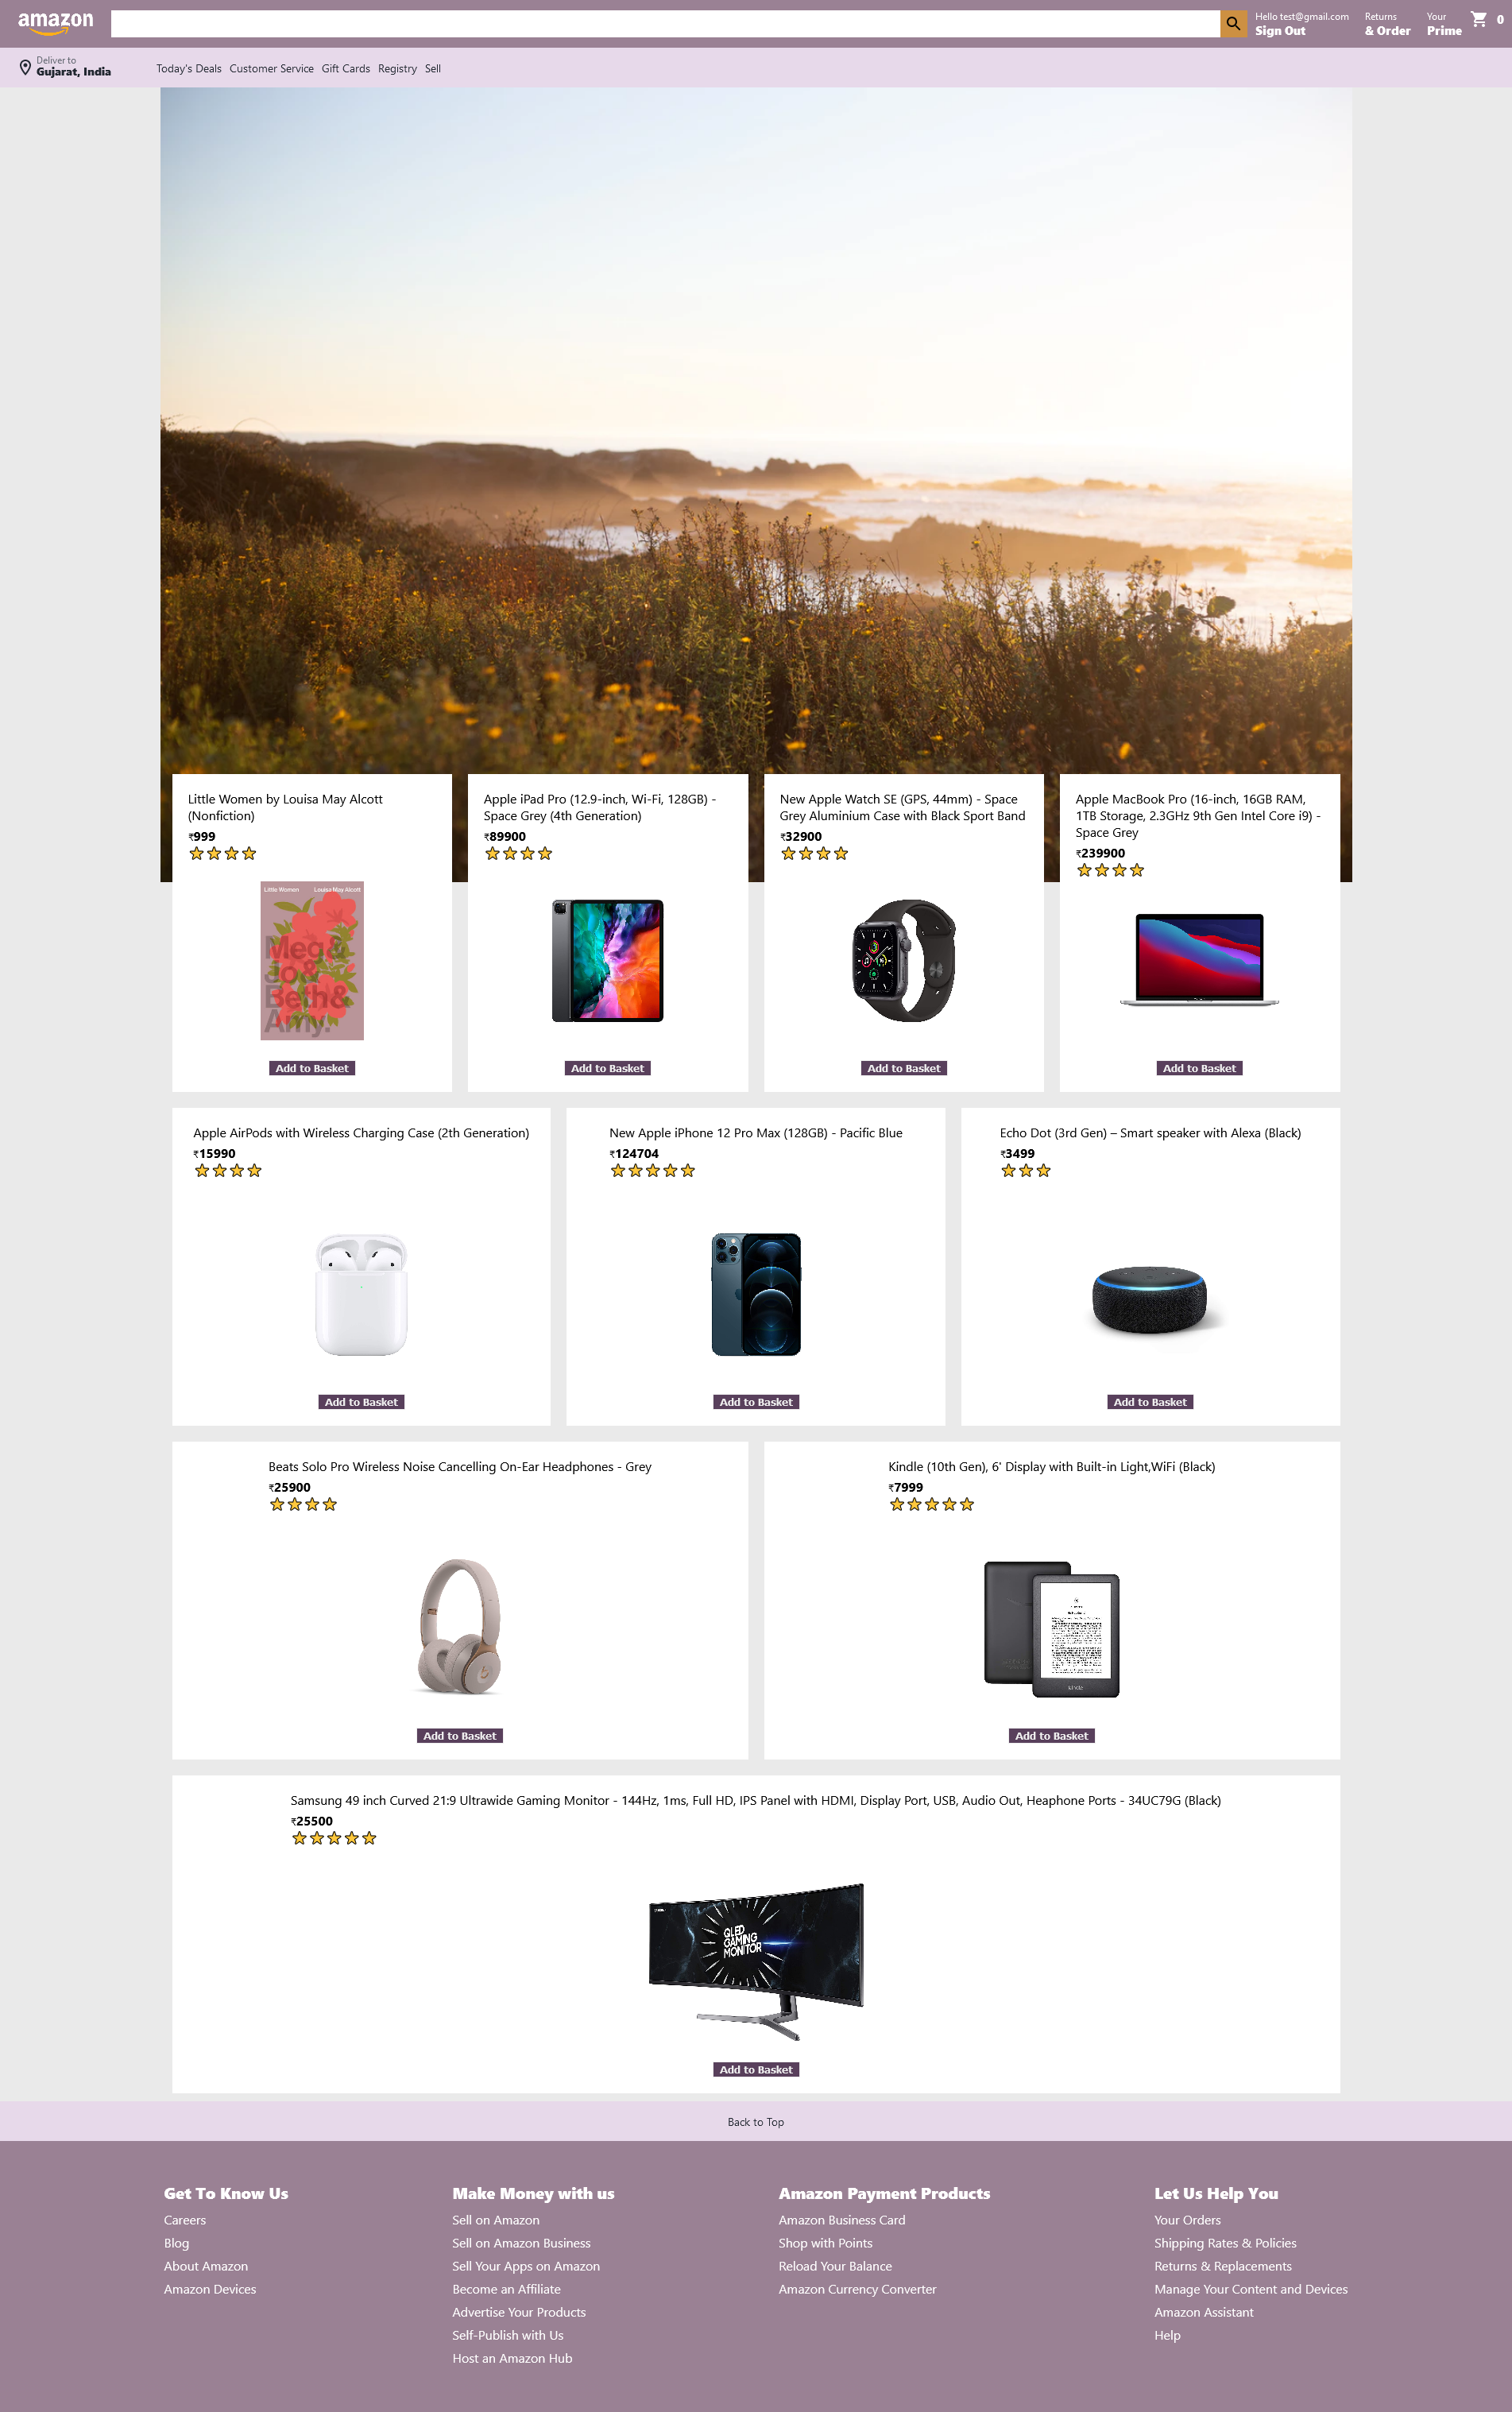 amazon
Hello test@gmail.com
Sign Out
Returns
& Order
Your
Prime
0
Deliver to
Gujarat, India
Today's Deals
Customer Service
Gift Cards
Registry
Sell
Little Women by Louisa May Alcott
(Nonfiction)
₹999
Little Women
Louisa May Alcott
Meg&
Jo&
Beth&
Amy.
Add to Basket
Apple iPad Pro (12.9-inch, Wi-Fi, 128GB) -
Space Grey (4th Generation)
₹89900
Add to Basket
New Apple Watch SE (GPS, 44mm) - Space
Grey Aluminium Case with Black Sport Band
₹32900
Add to Basket
Apple MacBook Pro (16-inch, 16GB RAM,
1TB Storage, 2.3GHz 9th Gen Intel Core i9) -
Space Grey
₹239900
Add to Basket
Apple AirPods with Wireless Charging Case (2th Generation)
₹15990
Add to Basket
New Apple iPhone 12 Pro Max (128GB) - Pacific Blue
₹124704
Add to Basket
Echo Dot (3rd Gen) – Smart speaker with Alexa (Black)
₹3499
Add to Basket
Beats Solo Pro Wireless Noise Cancelling On-Ear Headphones - Grey
₹25900
Add to Basket
Kindle (10th Gen), 6' Display with Built-in Light,WiFi (Black)
₹7999
kindle
Add to Basket
Samsung 49 inch Curved 21:9 Ultrawide Gaming Monitor - 144Hz, 1ms, Full HD, IPS Panel with HDMI, Display Port, USB, Audio Out, Heaphone Ports - 34UC79G (Black)
₹25500
QLED
GAMING
MONITOR
Add to Basket
Back to Top
Get To Know Us
Careers
Blog
About Amazon
Amazon Devices
Make Money with us
Sell on Amazon
Sell on Amazon Business
Sell Your Apps on Amazon
Become an Affiliate
Advertise Your Products
Self-Publish with Us
Host an Amazon Hub
Amazon Payment Products
Amazon Business Card
Shop with Points
Reload Your Balance
Amazon Currency Converter
Let Us Help You
Your Orders
Shipping Rates & Policies
Returns & Replacements
Manage Your Content and Devices
Amazon Assistant
Help